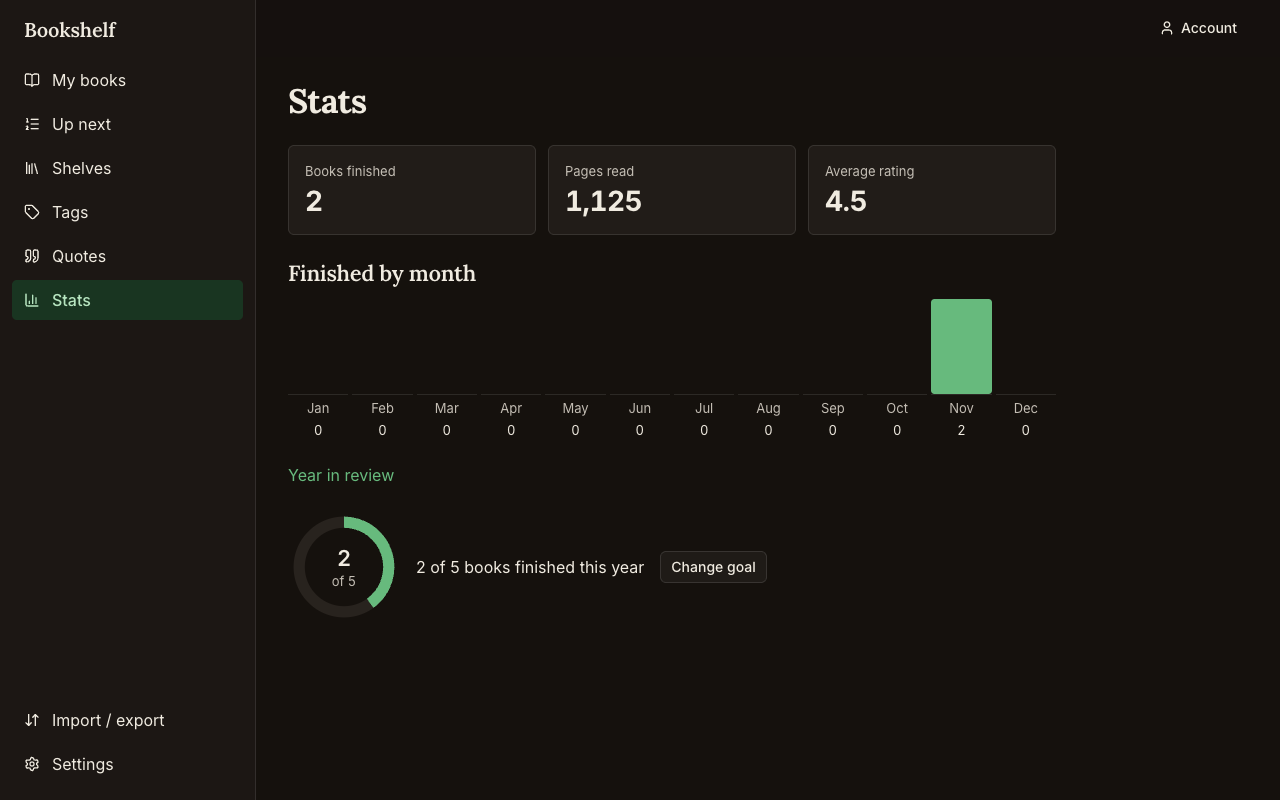 Bookshelf
Account
My books
Up next
Shelves
Tags
Quotes
Stats
Import / export
Settings
Stats
Books finished
2
Pages read
1,125
Average rating
4.5
Finished by month
Jan Feb Mar Apr May Jun Jul Aug Sep Oct Nov Dec
0 0 0 0 0 0 0 0 0 0 2 0
Year in review
2
of 5
2 of 5 books finished this year
Change goal